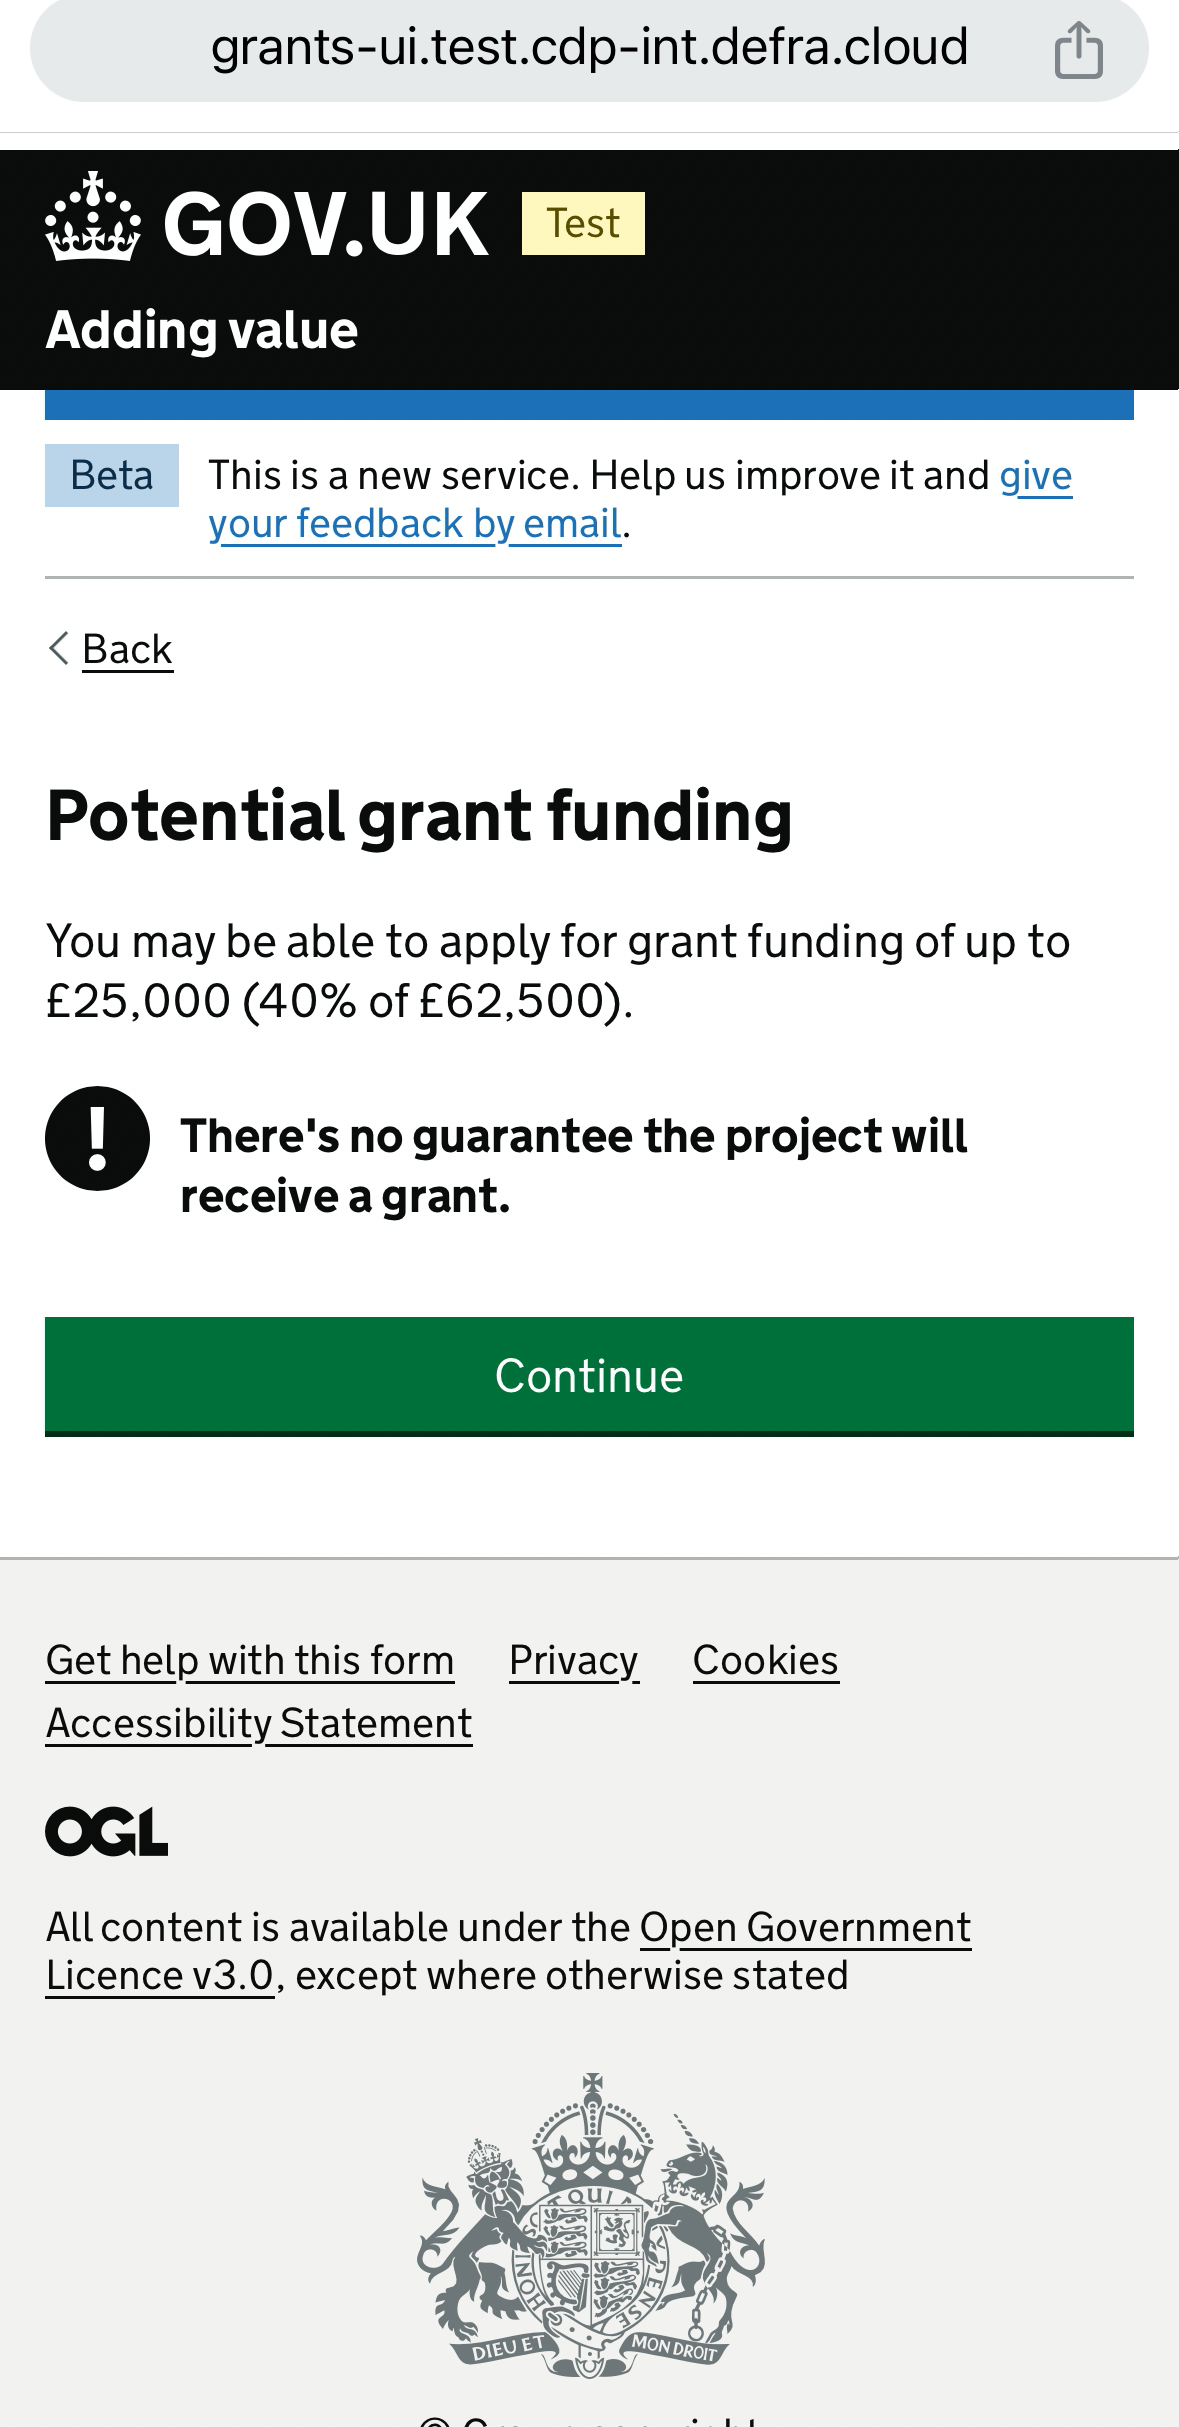 grants-ui.test.cdp-int.defra.cloud
GOV.UK Test
Adding value
Beta This is a new service. Help us improve it and give
your feedback by email.
Back
Potential grant funding
You may be able to apply for grant funding of up to
£25,000 (40% of £62,500).
! There's no guarantee the project will
receive a grant.
Continue
Get help with this form Privacy Cookies
Accessibility Statement
OGL
All content is available under the Open Government
Licence v3.0, except where otherwise stated
QUI
HONI
PENSE
DIEU ET MON DROIT
© Crown copyright